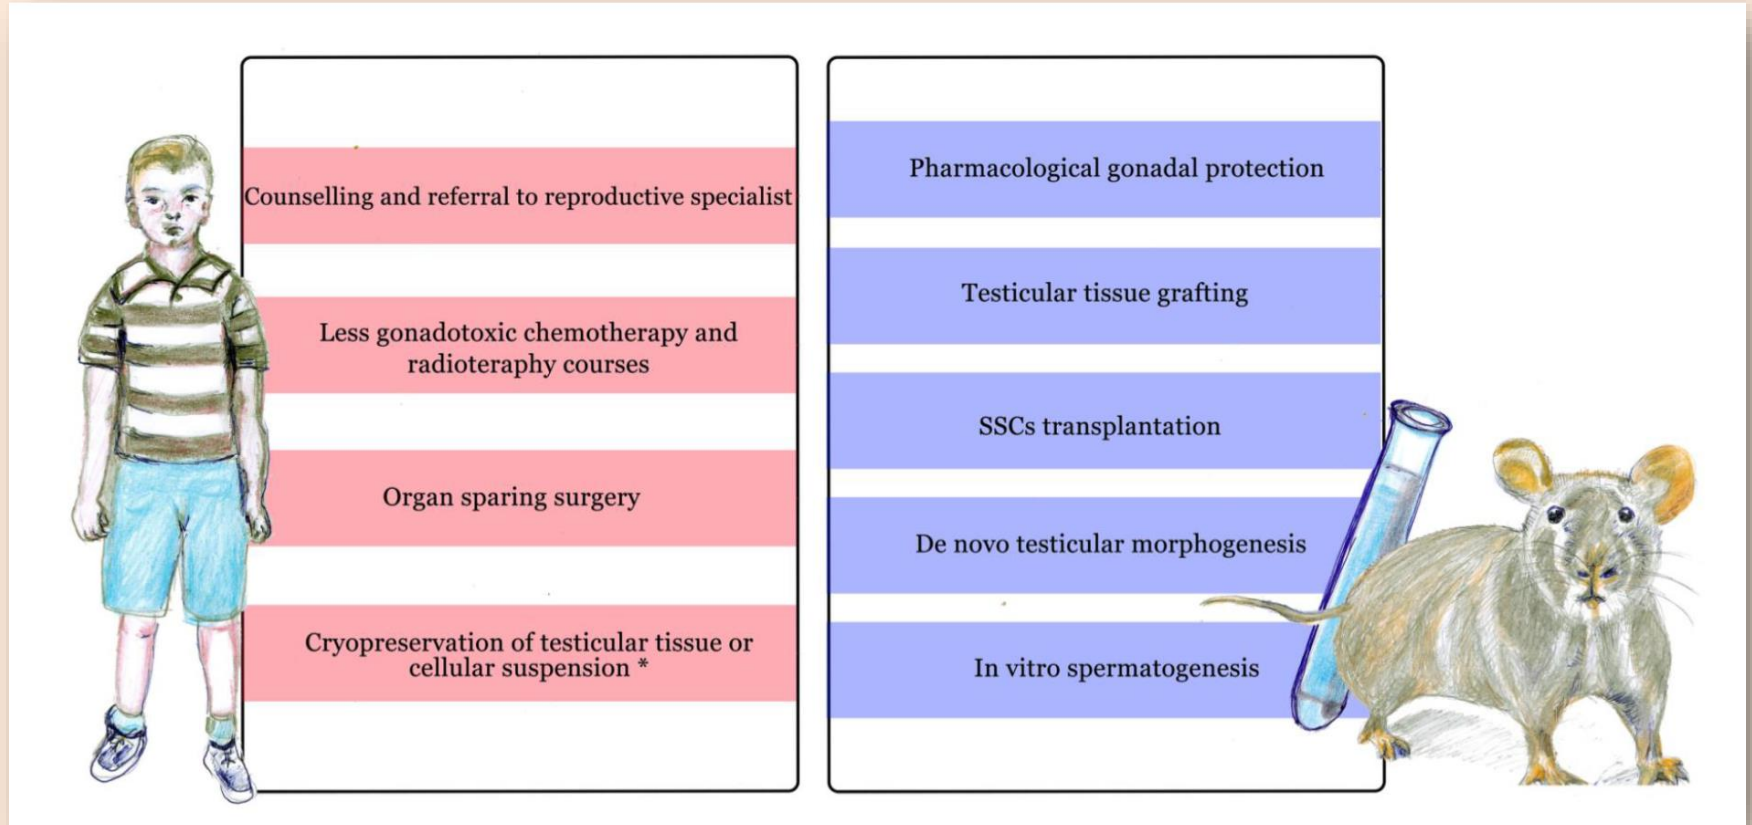 Counselling and referral to reproductive specialist
Less gonadotoxic chemotherapy and
radioteraphy courses
Organ sparing surgery
Cryopreservation of testicular tissue or
cellular suspension *
Pharmacological gonadal protection
Testicular tissue grafting
SSCs transplantation
De novo testicular morphogenesis
In vitro spermatogenesis